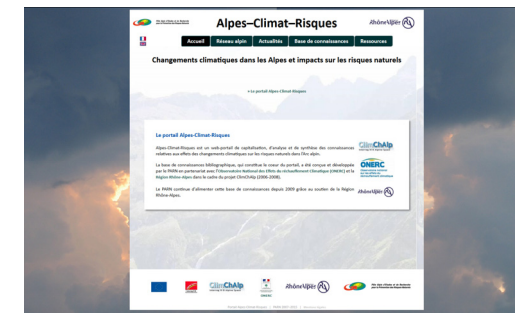 Alpes–Climat–Risques
RhôneAlpes
Accueil
Réseau alpin
Actualités
Base de connaissances
Ressources
Changements climatiques dans les Alpes et impacts sur les risques naturels
» Le portail Alpes-Climat-Risques
Le portail Alpes-Climat-Risques
Alpes-Climat-Risques est un web-portail de capitalisation, d'analyse et de synthèse des connaissances
relatives aux effets des changements climatiques sur les risques naturels dans l'Arc alpin.
ClimChAlp
La base de connaissances bibliographique, qui constitue le coeur du portail, a été conçue et développée
par le PARN en partenariat avec l'Observatoire National des Effets du réchauffement Climatique (ONERC) et la
Région Rhône-Alpes dans le cadre du projet ClimChAlp (2006-2008).
ONERC
Le PARN continue d'alimenter cette base de connaissances depuis 2009 grâce au soutien de la Région
Rhône-Alpes.
RhôneAlpes
ClimChAlp
ONERC
RhôneAlpes